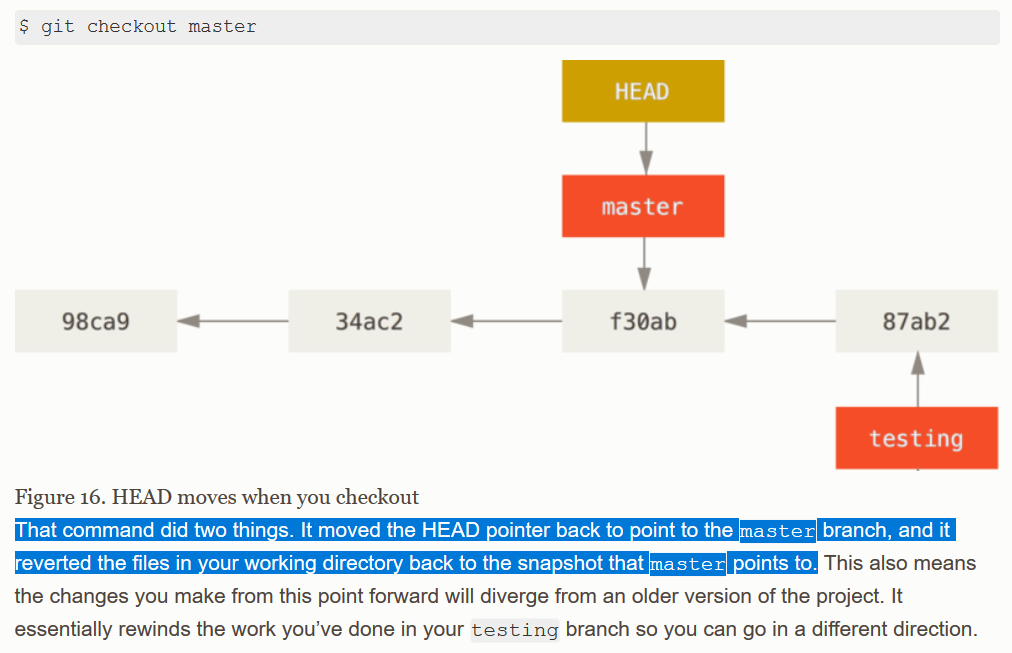 $ git checkout master
HEAD
master
98ca9
34ac2
f30ab
87ab2
testing
Figure 16. HEAD moves when you checkout
That command did two things. It moved the HEAD pointer back to point to the master branch, and it
reverted the files in your working directory back to the snapshot that master points to. This also means
the changes you make from this point forward will diverge from an older version of the project. It
essentially rewinds the work you’ve done in your testing branch so you can go in a different direction.